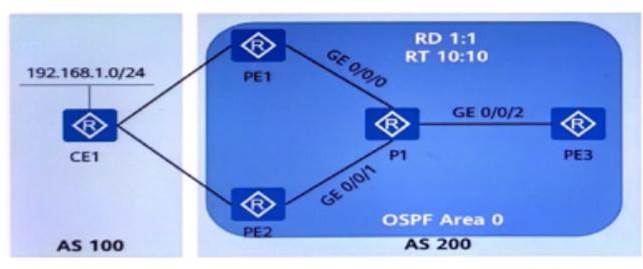 RD 1:1
RT 10:10
192.168.1.0/24
PE1
GE 0/0/0
R
R
R
R
R
GE 0/0/2
CE1
P1
PE3
GE 0/0/1
PE2
OSPF Area 0
AS 100
AS 200